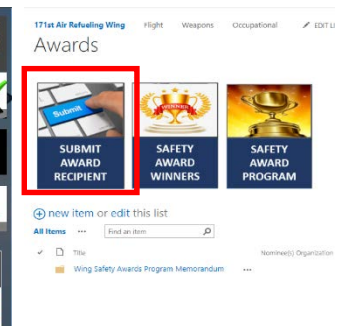 171st Air Refueling Wing Flight Weapons Occupational EDIT LI
Awards
Submit
WINNER
SUBMIT
AWARD
RECIPIENT
SAFETY
AWARD
WINNERS
SAFETY
AWARD
PROGRAM
new item or edit this list
All Items ... Find an item
Title Nominee(s) Organization
Wing Safety Awards Program Memorandum ...